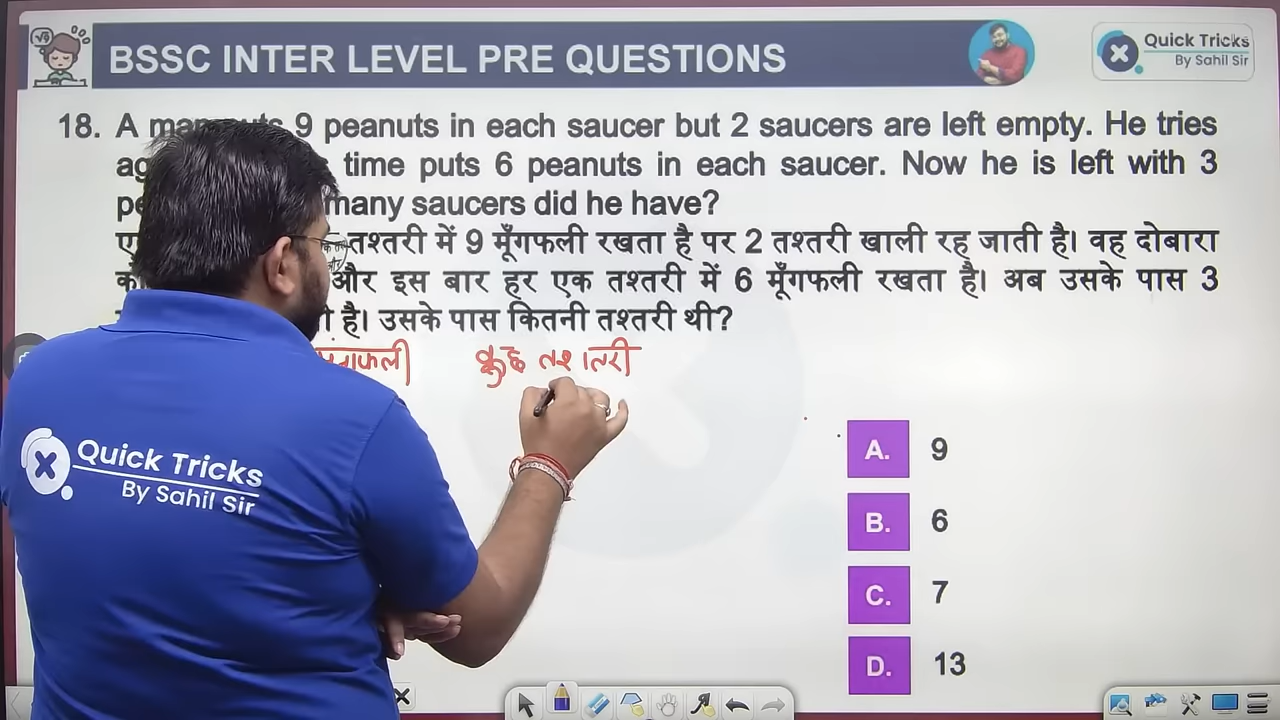 BSSC INTER LEVEL PRE QUESTIONS
Quick Tricks
By Sahil Sir
18. A man puts 9 peanuts in each saucer but 2 saucers are left empty. He tries
time puts 6 peanuts in each saucer. Now he is left with 3
many saucers did he have?
तश्तरी में 9 मूँगफली रखता है पर 2 तश्तरी खाली रह जाती है। वह दोबारा
और इस बार हर एक तश्तरी में 6 मूँगफली रखता है। अब उसके पास 3
है। उसके पास कितनी तश्तरी थी?
कुछ तश्तरी
A. 9
B. 6
C. 7
D. 13
Quick Tricks
By Sahil Sir